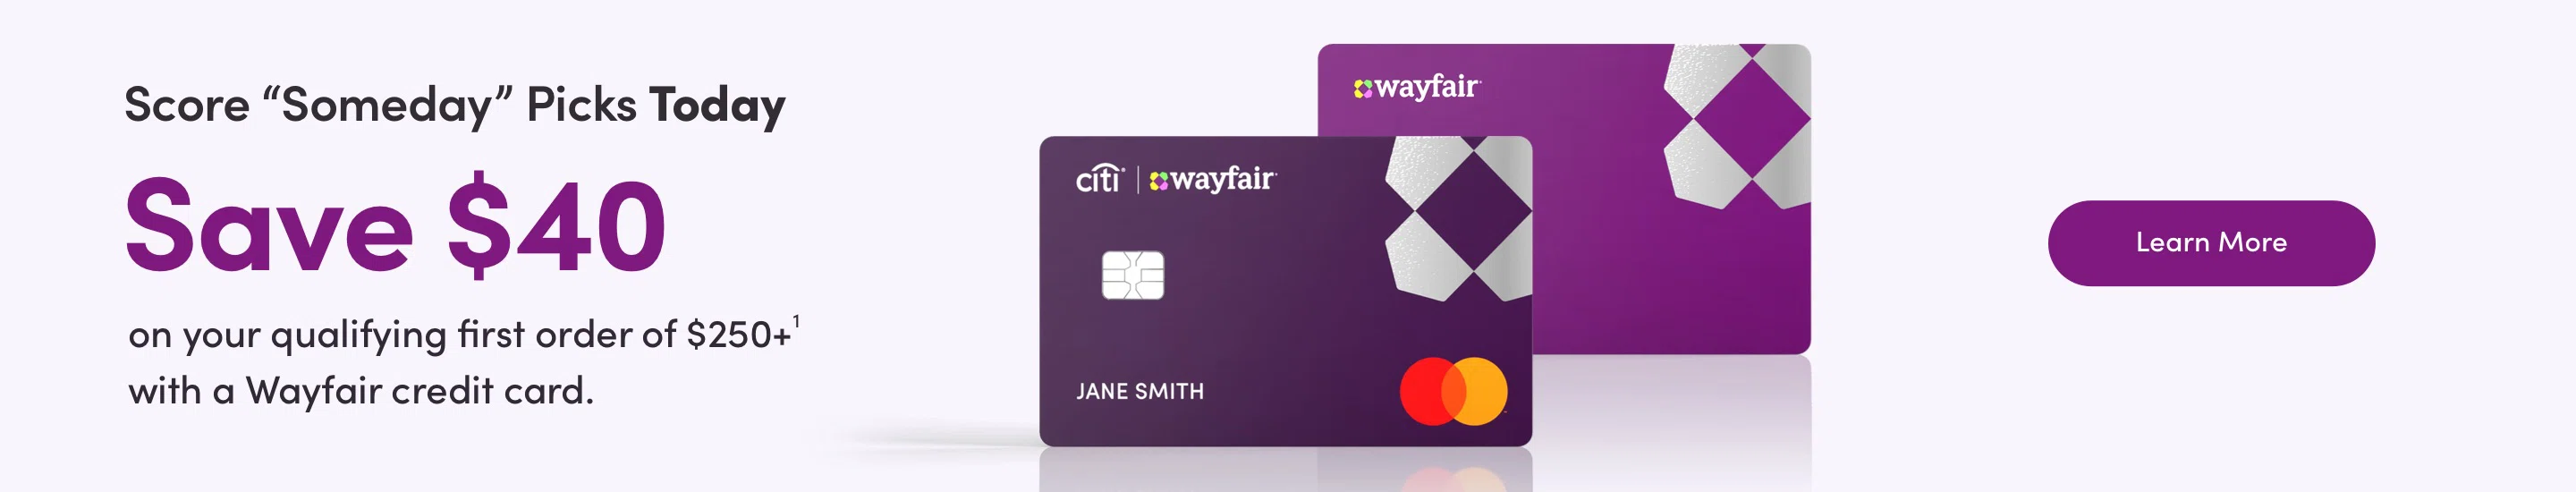 Score “Someday” Picks Today
Save $40
on your qualifying first order of $250+¹
with a Wayfair credit card.
wayfair
citi | wayfair
JANE SMITH
Learn More